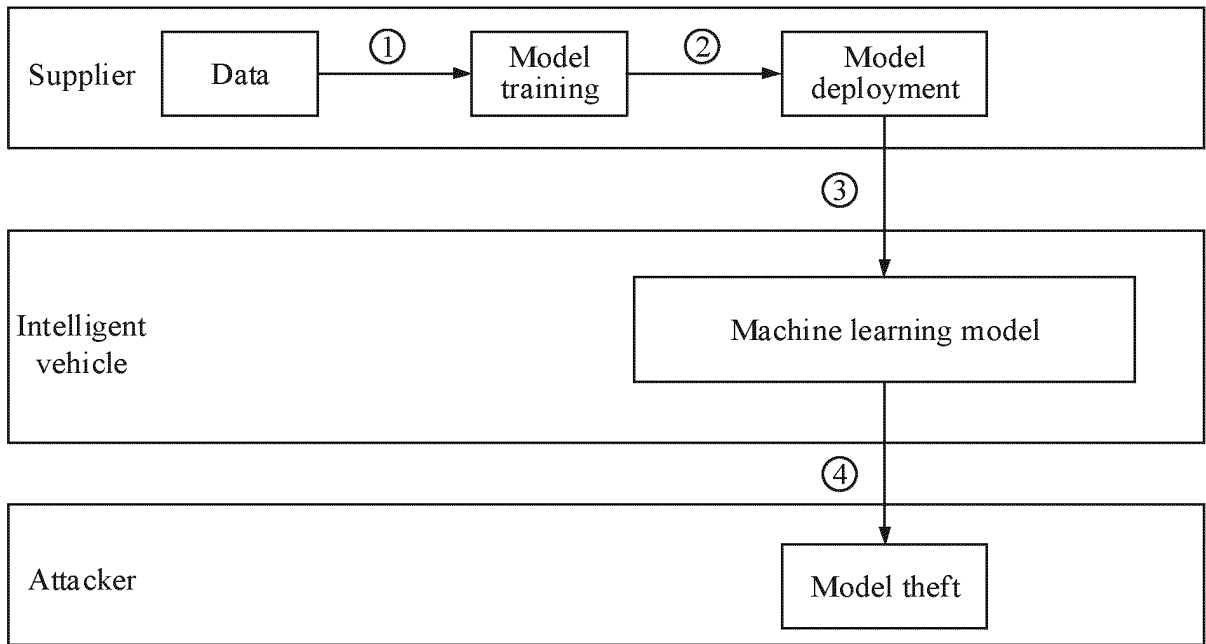 Supplier
Data
①
Model
training
②
Model
deployment
③
Intelligent
vehicle
Machine learning model
④
Attacker
Model theft